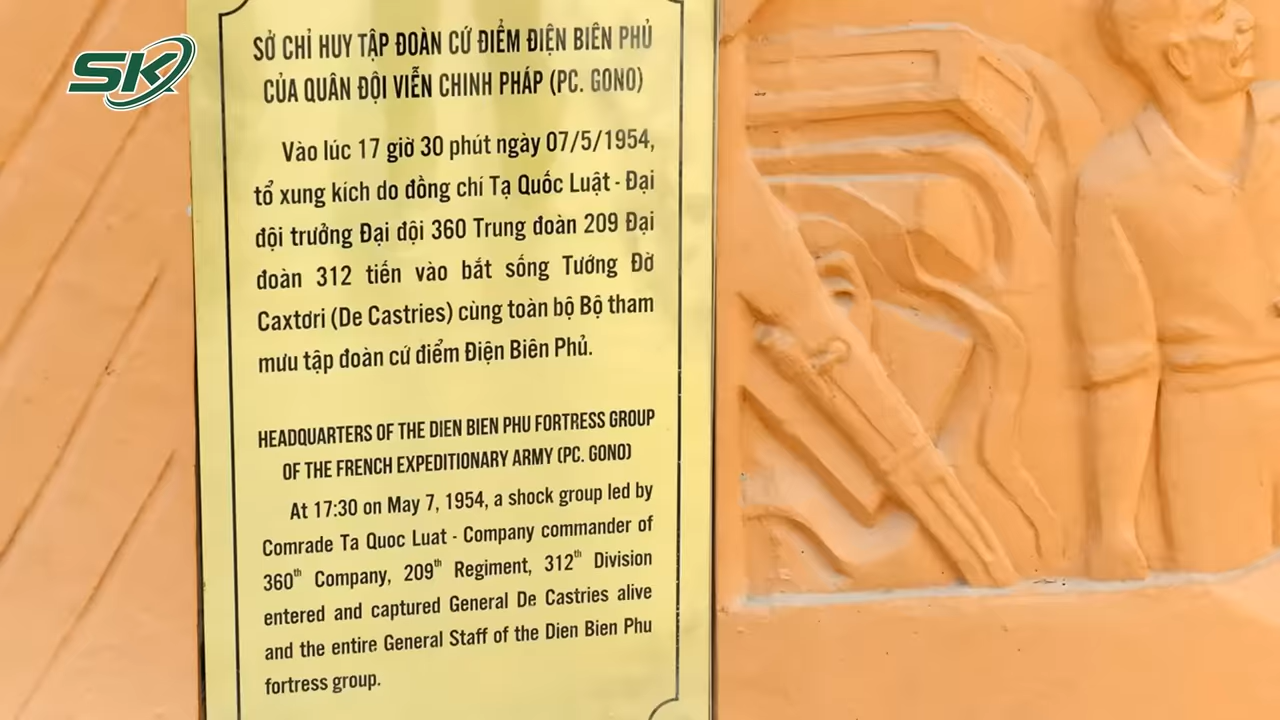 SK
SỞ CHỈ HUY TẬP ĐOÀN CỨ ĐIỂM ĐIỆN BIÊN PHỦ
CỦA QUÂN ĐỘI VIỄN CHINH PHÁP (PC. GONO)
Vào lúc 17 giờ 30 phút ngày 07/5/1954,
tổ xung kích do đồng chí Tạ Quốc Luật - Đại
đội trưởng Đại đội 360 Trung đoàn 209 Đại
đoàn 312 tiến vào bắt sống Tướng Đờ
Caxtơri (De Castries) cùng toàn bộ Bộ tham
mưu tập đoàn cứ điểm Điện Biên Phủ.
HEADQUARTERS OF THE DIEN BIEN PHU FORTRESS GROUP
OF THE FRENCH EXPEDITIONARY ARMY (PC. GONO)
At 17:30 on May 7, 1954, a shock group led by
Comrade Ta Quoc Luat - Company commander of
360th Company, 209th Regiment, 312th Division
entered and captured General De Castries alive
and the entire General Staff of the Dien Bien Phu
fortress group.